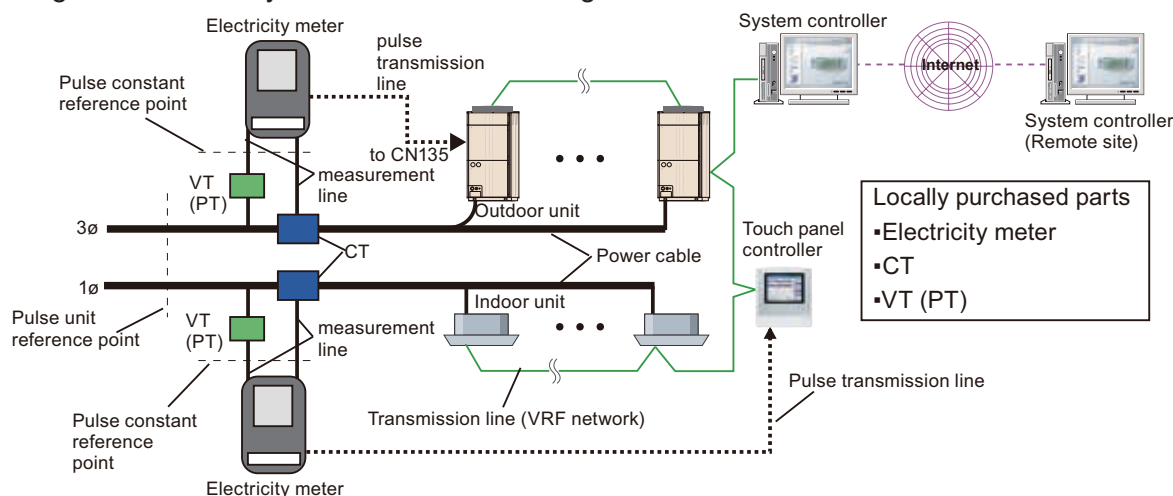 Electricity meter
pulse
transmission
line
System controller
Internet
Pulse constant
reference point
System controller
(Remote site)
to CN135
VT
(PT)
measurement
line
Locally purchased parts
▪Electricity meter
▪CT
▪VT (PT)
Outdoor unit
3ø
Touch panel
controller
CT
Power cable
1ø
Indoor unit
Pulse unit
reference point
VT
(PT)
measurement
line
Pulse transmission line
Pulse constant
reference
point
Transmission line (VRF network)
Electricity meter